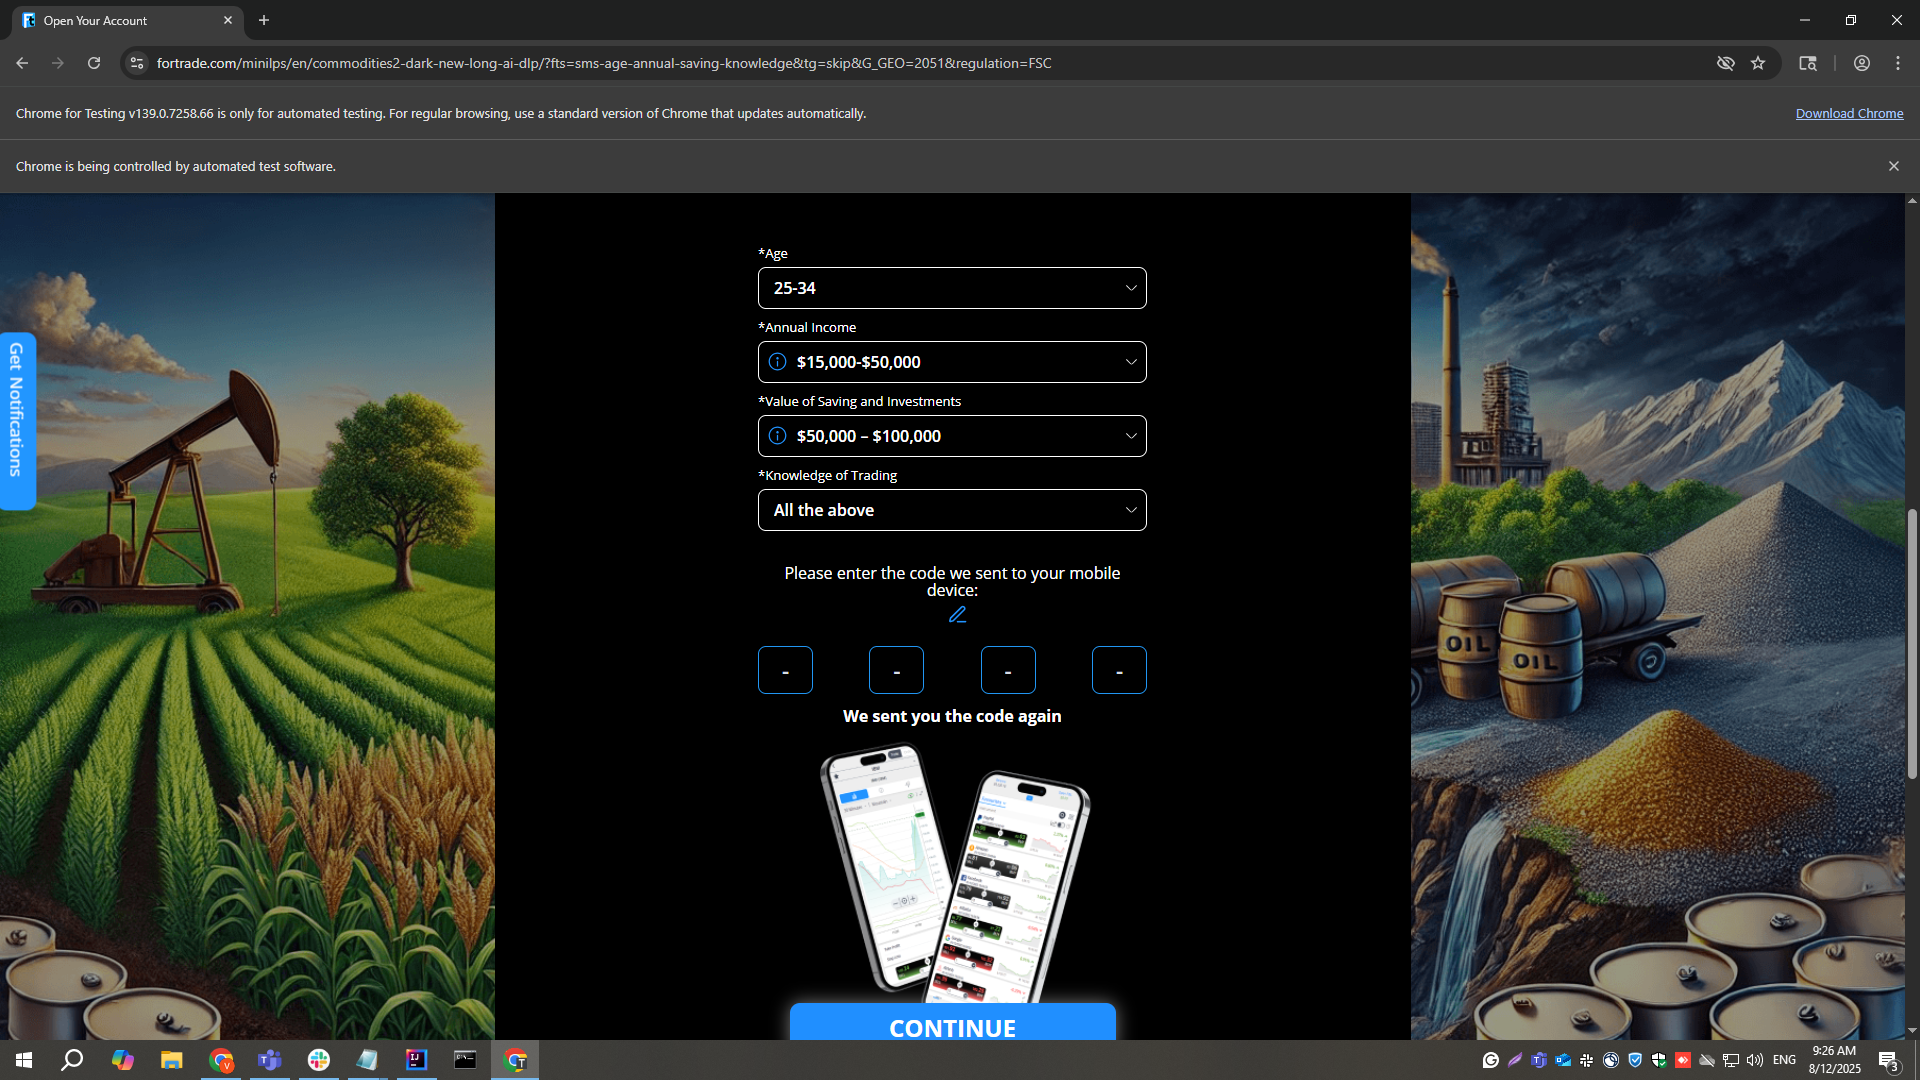 Open Your Account
fortrade.com/minilps/en/commodities2-dark-new-long-ai-dlp/?fts=sms-age-annual-saving-knowledge&tg=skip&G_GEO=2051&regulation=FSC
Chrome for Testing v139.0.7258.66 is only for automated testing. For regular browsing, use a standard version of Chrome that updates automatically.
Download Chrome
Chrome is being controlled by automated test software.
Get Notifications
*Age
25-34
*Annual Income
$15,000-$50,000
*Value of Saving and Investments
$50,000 – $100,000
*Knowledge of Trading
All the above
Please enter the code we sent to your mobile
device:
- - - -
We sent you the code again
OIL
OIL
CONTINUE
ENG
9:26 AM
8/12/2025
3